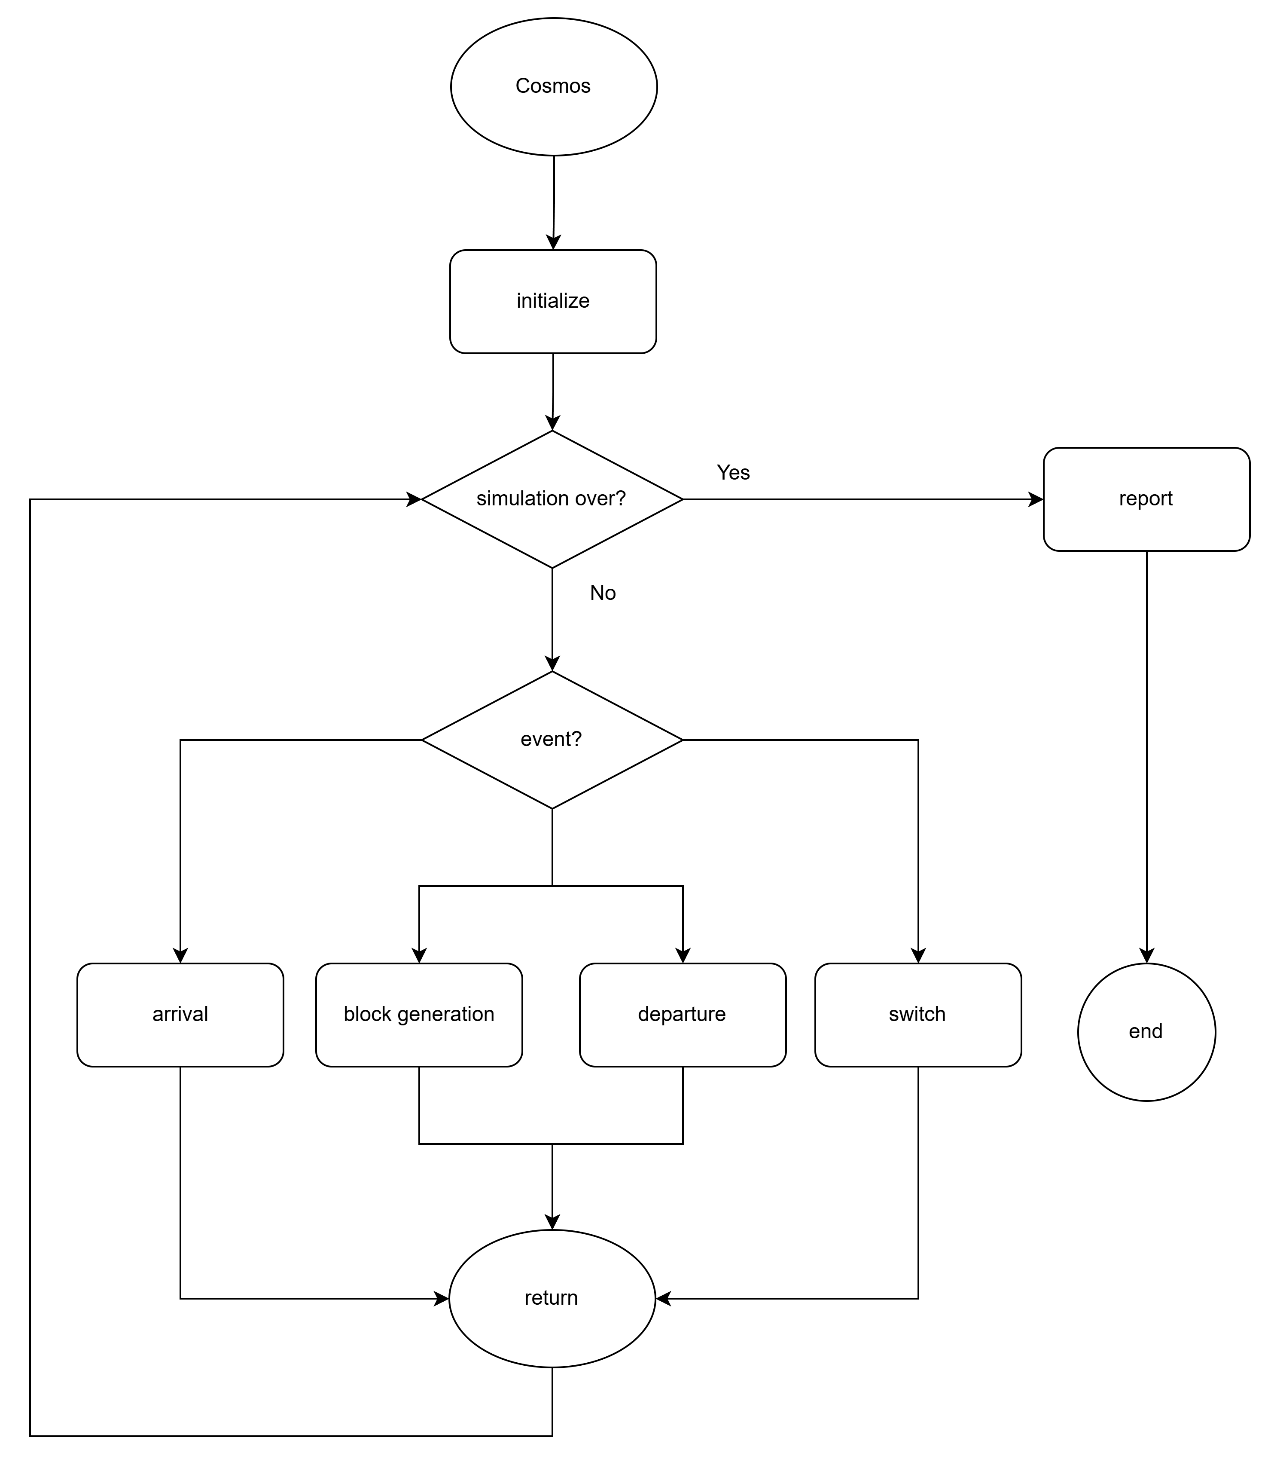 Cosmos
initialize
simulation over?
Yes
report
No
event?
arrival
block generation
departure
switch
end
return